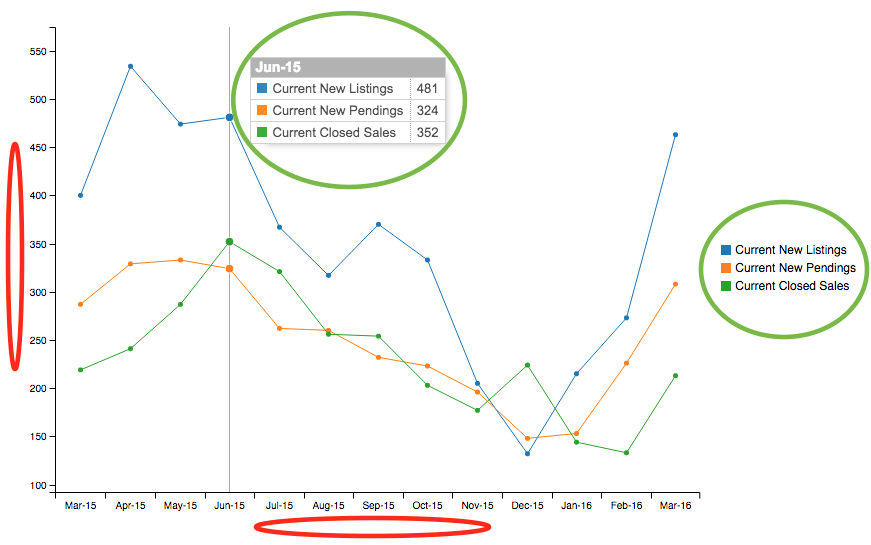 550
500
450
400
350
300
250
200
150
100
Jun-15
Current New Listings 481
Current New Pendings 324
Current Closed Sales 352
Current New Listings
Current New Pendings
Current Closed Sales
Mar-15 Apr-15 May-15 Jun-15 Jul-15 Aug-15 Sep-15 Oct-15 Nov-15 Dec-15 Jan-16 Feb-16 Mar-16